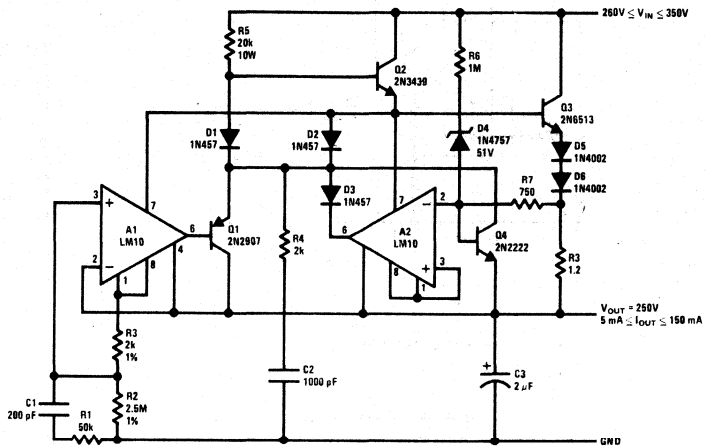 260V ≤ VIN ≤ 350V
R5
20k
10W
Q2
2N3439
R6
1M
Q3
2N6513
D1
1N457
D2
1N457
D4
1N4757
51V
D5
1N4002
D6
1N4002
R7
750
D3
1N457
3
+
7
A1
LM10
6
2
−
4
1
8
Q1
2N2907
R4
2k
7
2
−
A2
LM10
6
3
+
8
1
Q4
2N2222
R3
1.2
VOUT = 250V
5 mA ≤ IOUT ≤ 150 mA
R3
2k
1%
C1
200 pF
R1
50k
R2
2.5M
1%
C2
1000 pF
+
C3
2 µF
GND